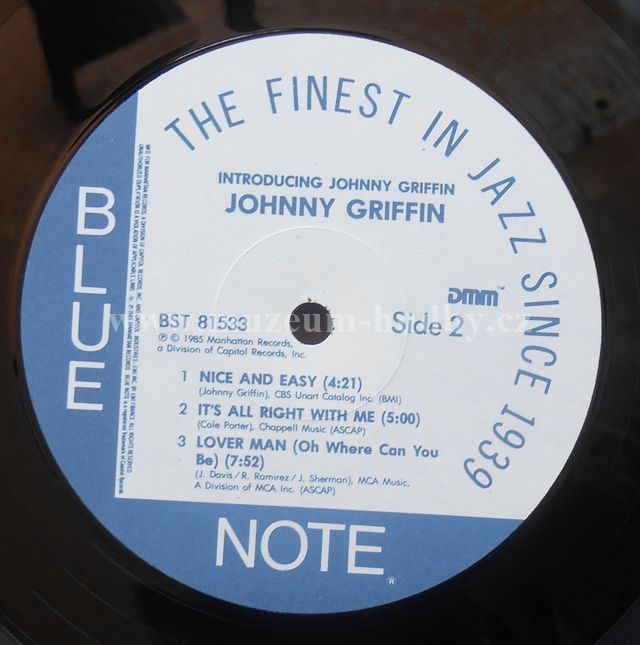 THE FINEST IN JAZZ SINCE 1939
INTRODUCING JOHNNY GRIFFIN
JOHNNY GRIFFIN
DMM™
BST 81533
Side 2
℗ © 1985 Manhattan Records,
a Division of Capitol Records, Inc.
1 NICE AND EASY (4:21)
(Johnny Griffin), CBS Unart Catalog Inc. (BMI)
2 IT'S ALL RIGHT WITH ME (5:00)
(Cole Porter), Chappell Music (ASCAP)
3 LOVER MAN (Oh Where Can You
Be) (7:52)
(J. Davis/R. Ramirez/J. Sherman), MCA Music,
A Division of MCA Inc. (ASCAP)
BLUE
NOTE®